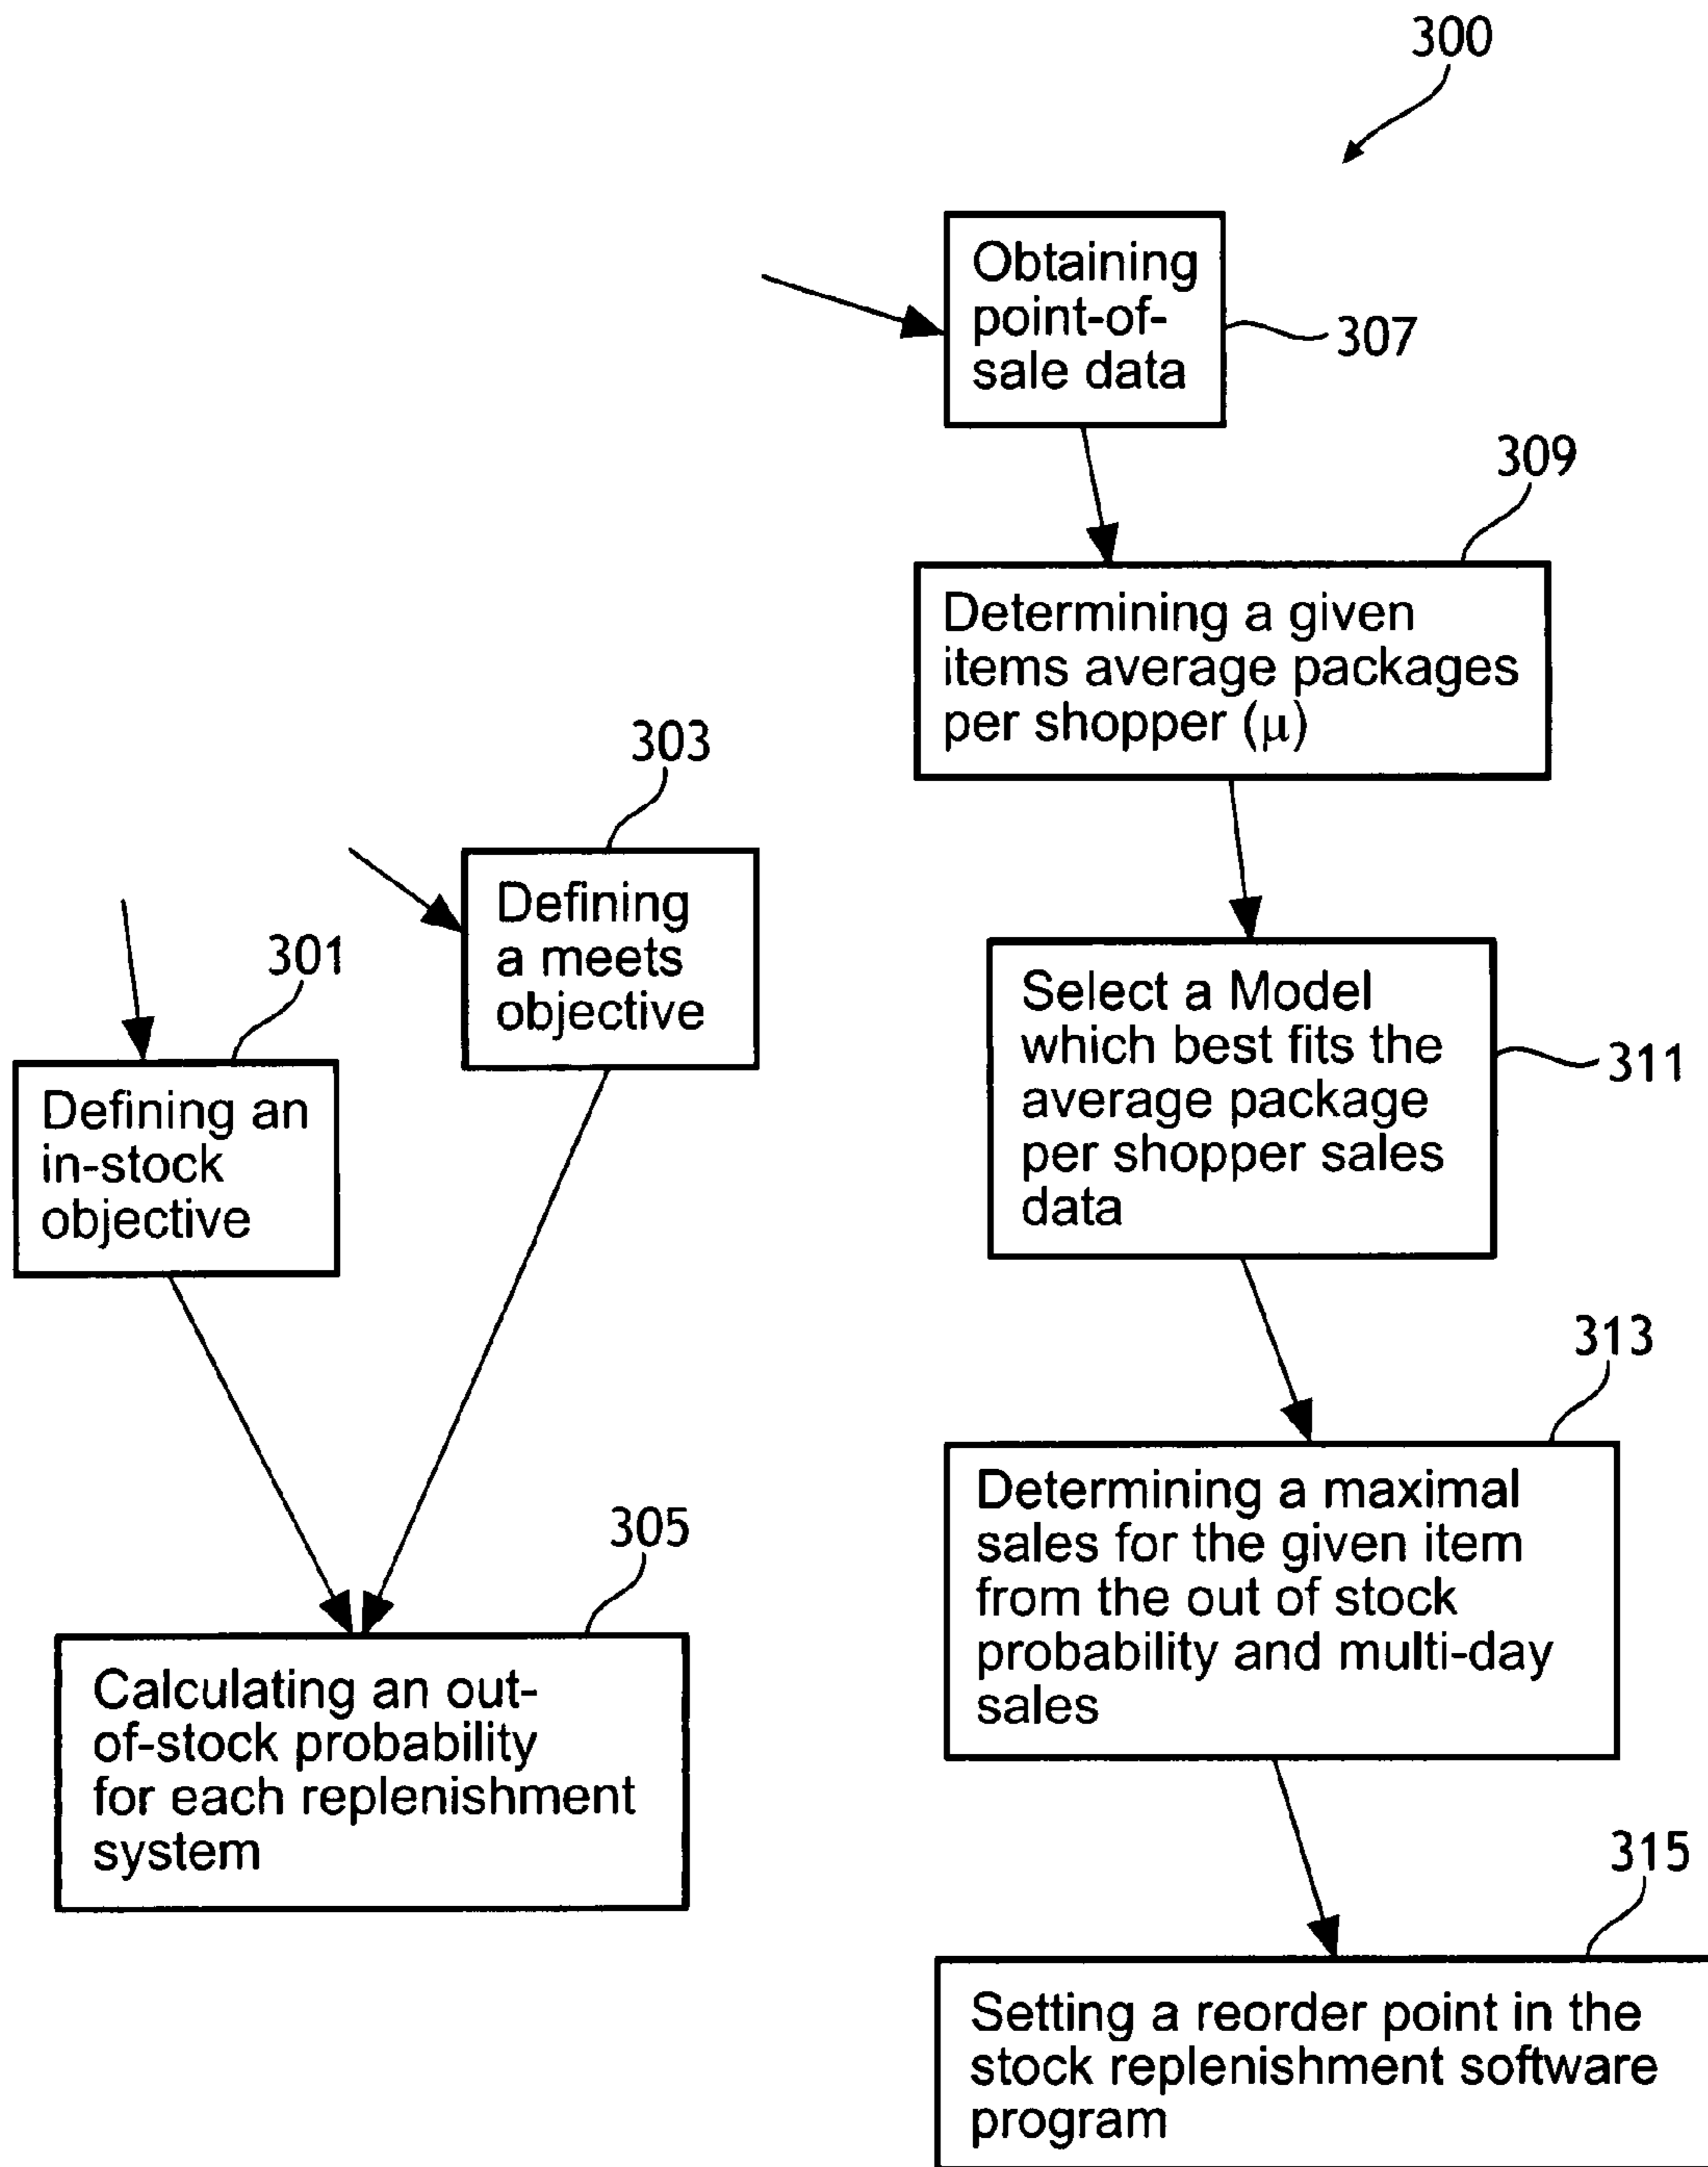 300
Obtaining
point-of-
sale data
307
309
Determining a given
items average packages
per shopper (μ)
303
Defining
a meets
objective
301
Defining an
in-stock
objective
Select a Model
which best fits the
average package
per shopper sales
data
311
313
Determining a maximal
sales for the given item
from the out of stock
probability and multi-day
sales
305
Calculating an out-
of-stock probability
for each replenishment
system
315
Setting a reorder point in the
stock replenishment software
program